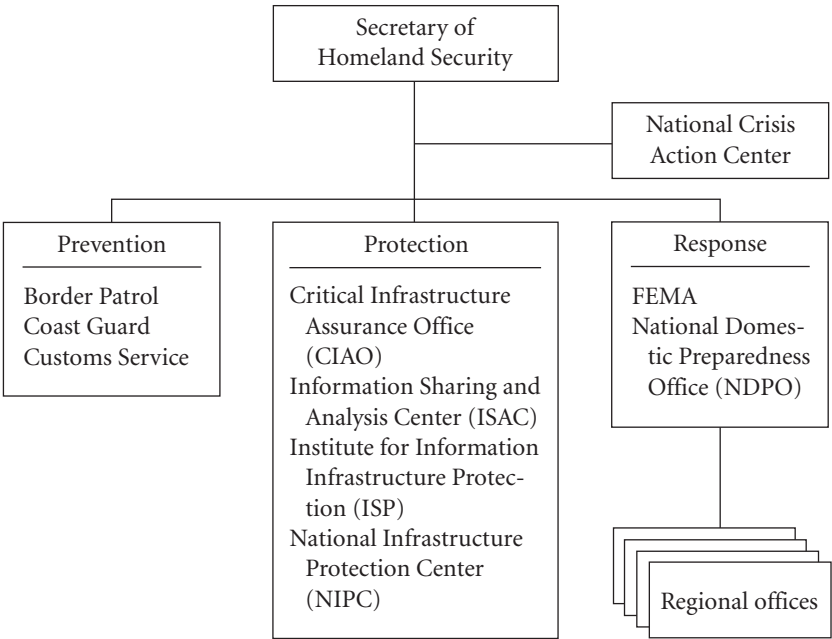 Secretary of
Homeland Security
National Crisis
Action Center
Prevention
Border Patrol
Coast Guard
Customs Service
Protection
Critical Infrastructure
Assurance Office
(CIAO)
Information Sharing and
Analysis Center (ISAC)
Institute for Information
Infrastructure Protec-
tion (ISP)
National Infrastructure
Protection Center
(NIPC)
Response
FEMA
National Domes-
tic Preparedness
Office (NDPO)
Regional offices